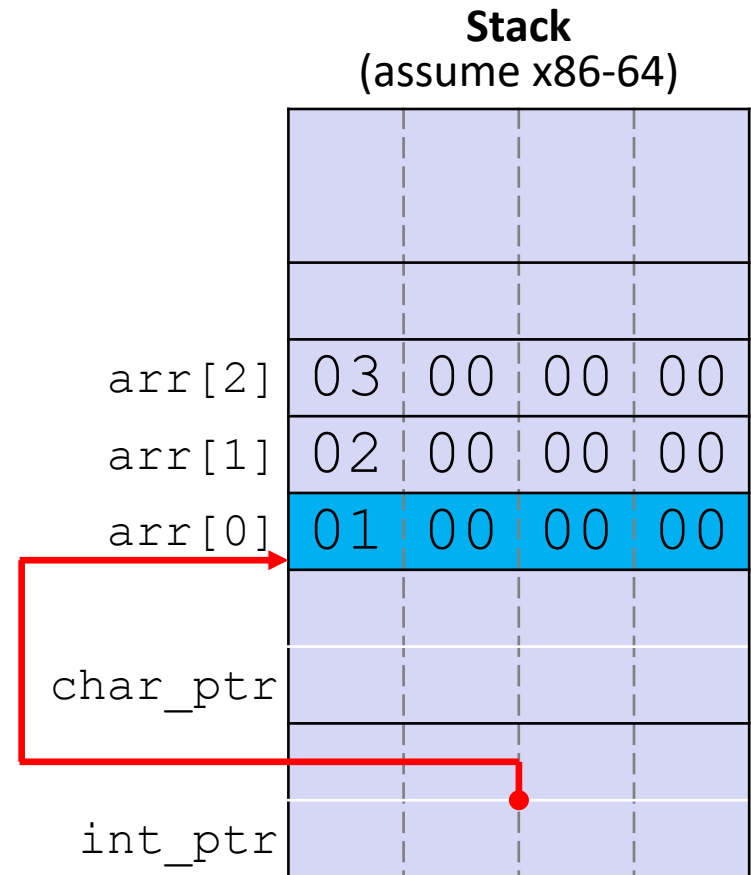 Stack
(assume x86-64)
arr[2] 03 00 00 00
arr[1] 02 00 00 00
arr[0] 01 00 00 00
char_ptr
int_ptr